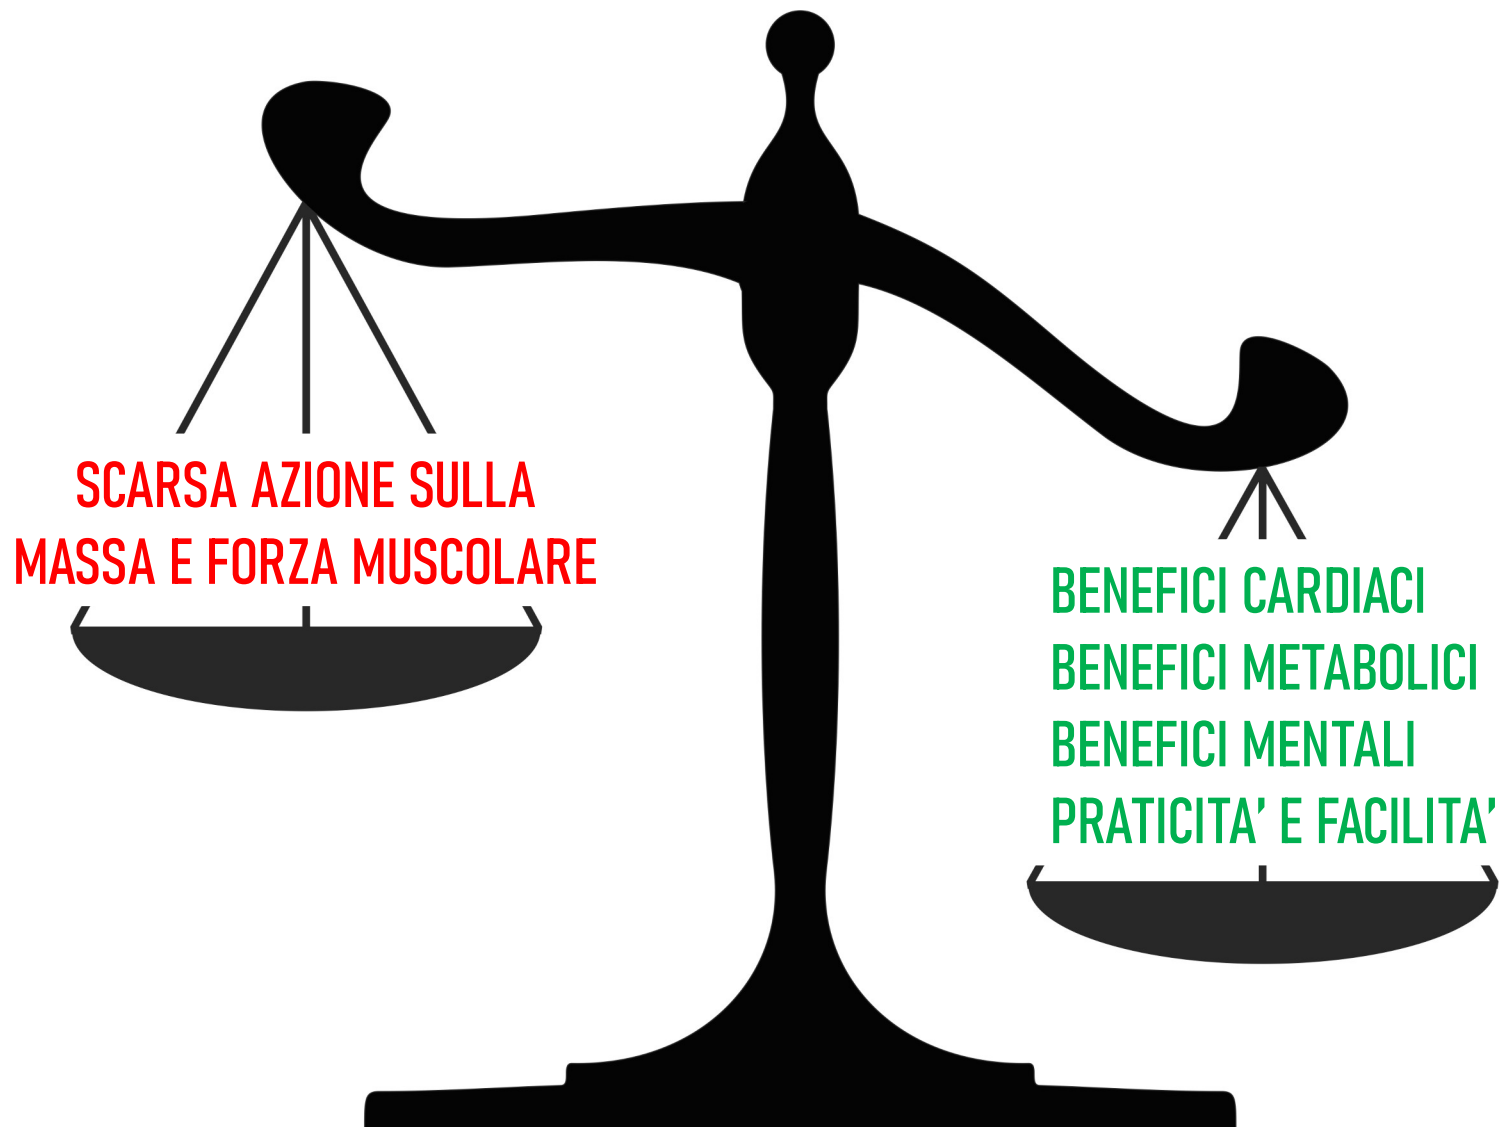 SCARSA AZIONE SULLA
MASSA E FORZA MUSCOLARE
BENEFICI CARDIACI
BENEFICI METABOLICI
BENEFICI MENTALI
PRATICITA’ E FACILITA’